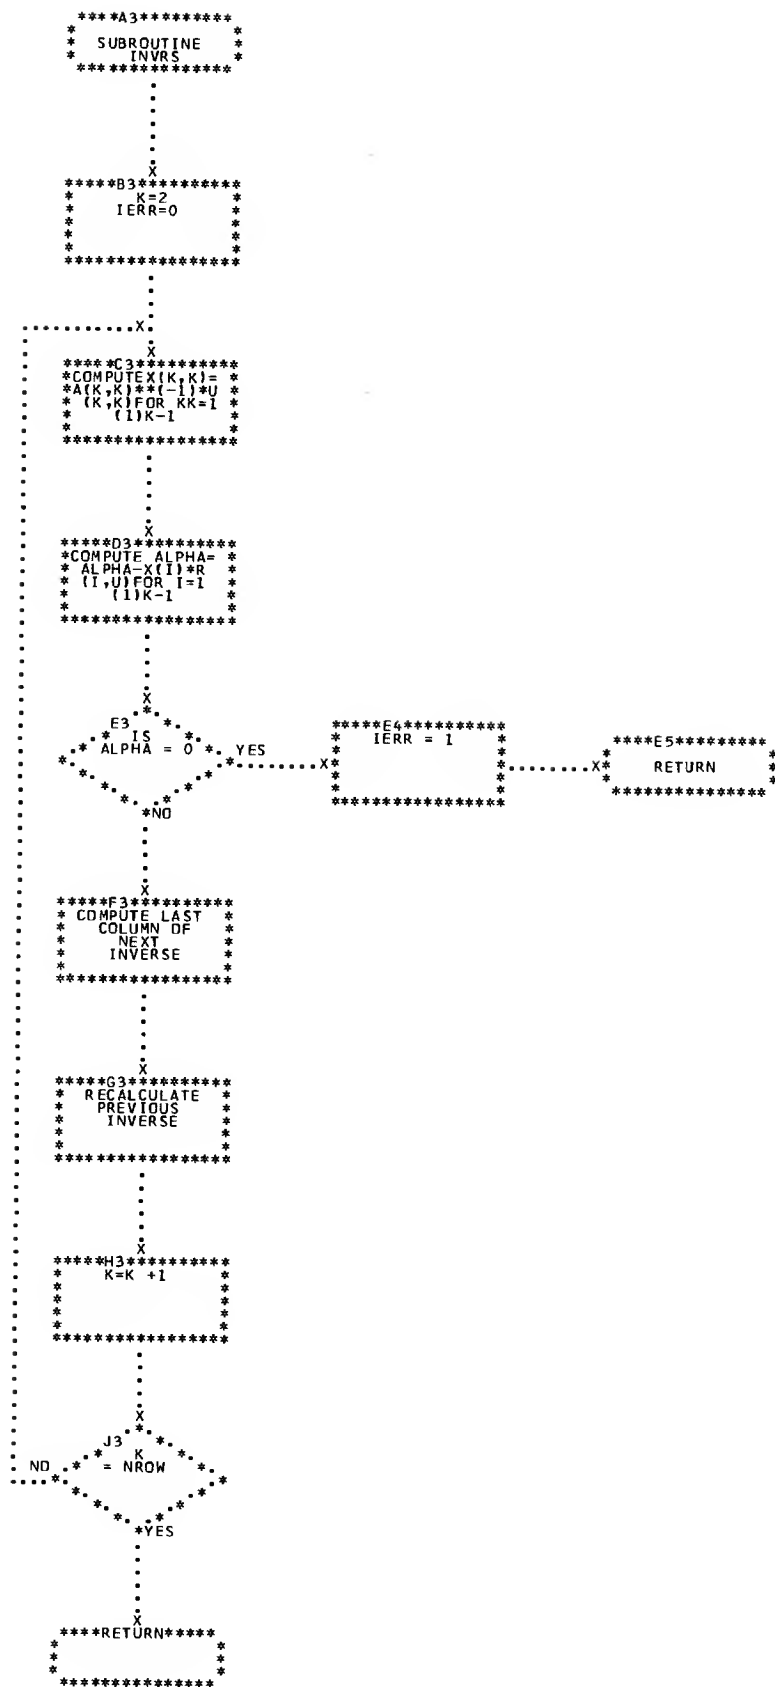 A3
SUBROUTINE
INVRS
B3
K=2
IERR=0
C3
COMPUTEX(K,K)=
A(K,K)**(-1)*U
(K,K)FOR KK=1
(1)K-1
D3
COMPUTE ALPHA=
ALPHA-X(I)*R
(I,U)FOR I=1
(1)K-1
E3
IS
ALPHA = 0
YES
NO
E4
IERR = 1
E5
RETURN
F3
COMPUTE LAST
COLUMN OF
NEXT
INVERSE
G3
RECALCULATE
PREVIOUS
INVERSE
H3
K=K +1
J3
K
= NROW
NO
YES
RETURN